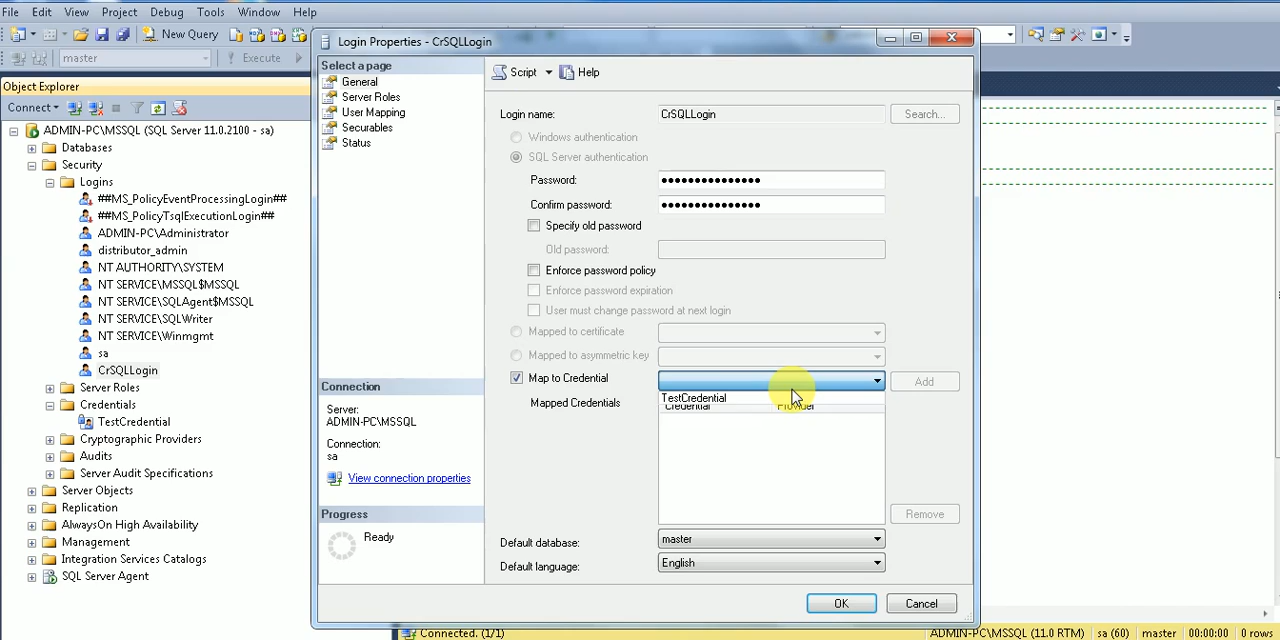 File Edit View Project Debug Tools Window Help
New Query
master
Execute
Object Explorer
Connect
ADMIN-PC\MSSQL (SQL Server 11.0.2100 - sa)
Databases
Security
Logins
##MS_PolicyEventProcessingLogin##
##MS_PolicyTsqlExecutionLogin##
ADMIN-PC\Administrator
distributor_admin
NT AUTHORITY\SYSTEM
NT SERVICE\MSSQL$MSSQL
NT SERVICE\SQLAgent$MSSQL
NT SERVICE\SQLWriter
NT SERVICE\Winmgmt
sa
CrSQLLogin
Server Roles
Credentials
TestCredential
Cryptographic Providers
Audits
Server Audit Specifications
Server Objects
Replication
AlwaysOn High Availability
Management
Integration Services Catalogs
SQL Server Agent
Login Properties - CrSQLLogin
Select a page
General
Server Roles
User Mapping
Securables
Status
Connection
Server:
ADMIN-PC\MSSQL
Connection:
sa
View connection properties
Progress
Ready
Script Help
Login name: CrSQLLogin Search...
Windows authentication
SQL Server authentication
Password: ●●●●●●●●●●●●●●●
Confirm password: ●●●●●●●●●●●●●●●
Specify old password
Old password:
Enforce password policy
Enforce password expiration
User must change password at next login
Mapped to certificate
Mapped to asymmetric key
Map to Credential Add
TestCredential
Mapped Credentials Credential Provider
Remove
Default database: master
Default language: English
OK Cancel
Connected. (1/1) ADMIN-PC\MSSQL (11.0 RTM) sa (60) master 00:00:00 0 rows